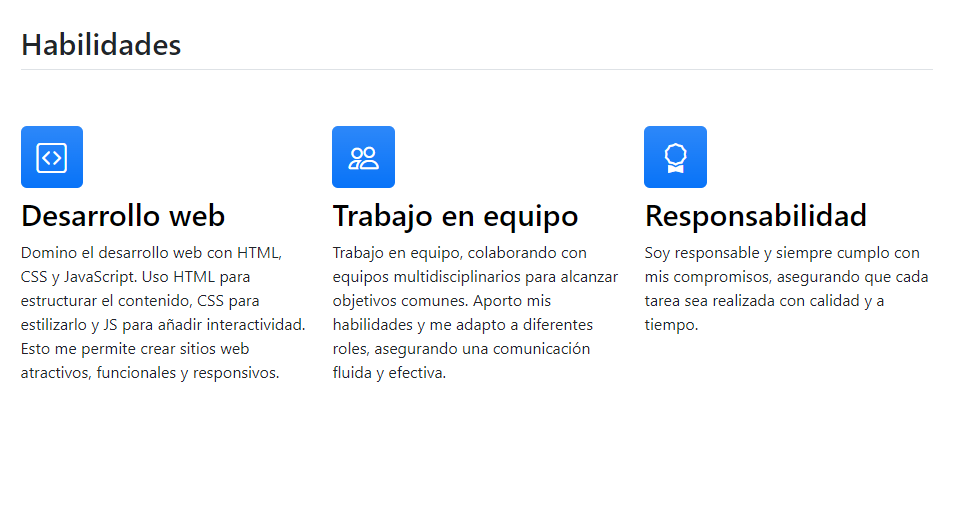 Habilidades
Desarrollo web
Domino el desarrollo web con HTML,
CSS y JavaScript. Uso HTML para
estructurar el contenido, CSS para
estilizarlo y JS para añadir interactividad.
Esto me permite crear sitios web
atractivos, funcionales y responsivos.
Trabajo en equipo
Trabajo en equipo, colaborando con
equipos multidisciplinarios para alcanzar
objetivos comunes. Aporto mis
habilidades y me adapto a diferentes
roles, asegurando una comunicación
fluida y efectiva.
Responsabilidad
Soy responsable y siempre cumplo con
mis compromisos, asegurando que cada
tarea sea realizada con calidad y a
tiempo.